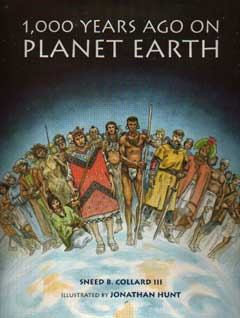 1,000 YEARS AGO ON
PLANET EARTH
SNEED B. COLLARD III
ILLUSTRATED BY JONATHAN HUNT